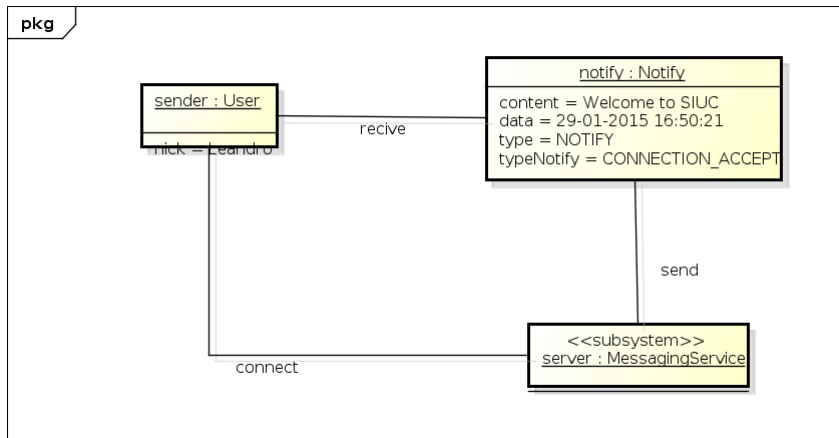 pkg
sender : User
nick = Leandro
recive
notify : Notify
content = Welcome to SIUC
data = 29-01-2015 16:50:21
type = NOTIFY
typeNotify = CONNECTION_ACCEPT
send
<<subsystem>>
server : MessagingService
connect